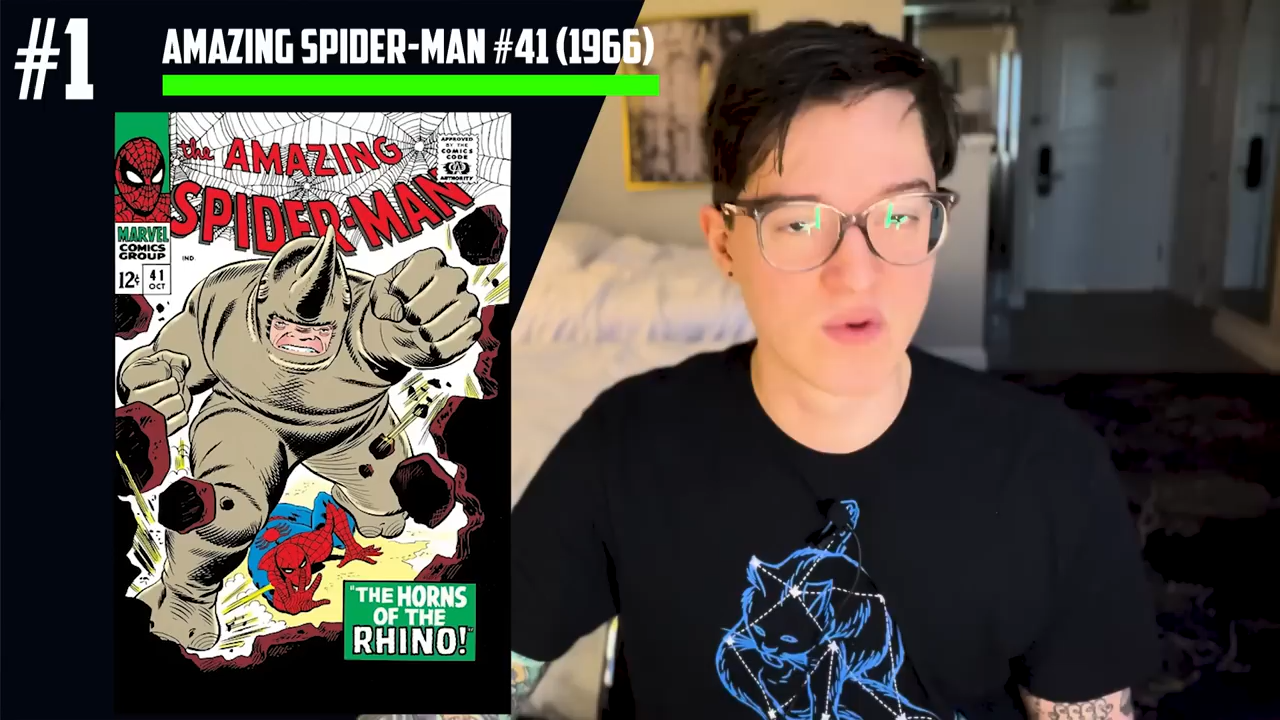 #1
AMAZING SPIDER-MAN #41 (1966)
the AMAZING
SPIDER-MAN
APPROVED
BY THE
COMICS
CODE
CA
AUTHORITY
MARVEL
COMICS
GROUP
IND.
12¢
41
OCT
"THE HORNS
OF THE
RHINO!"